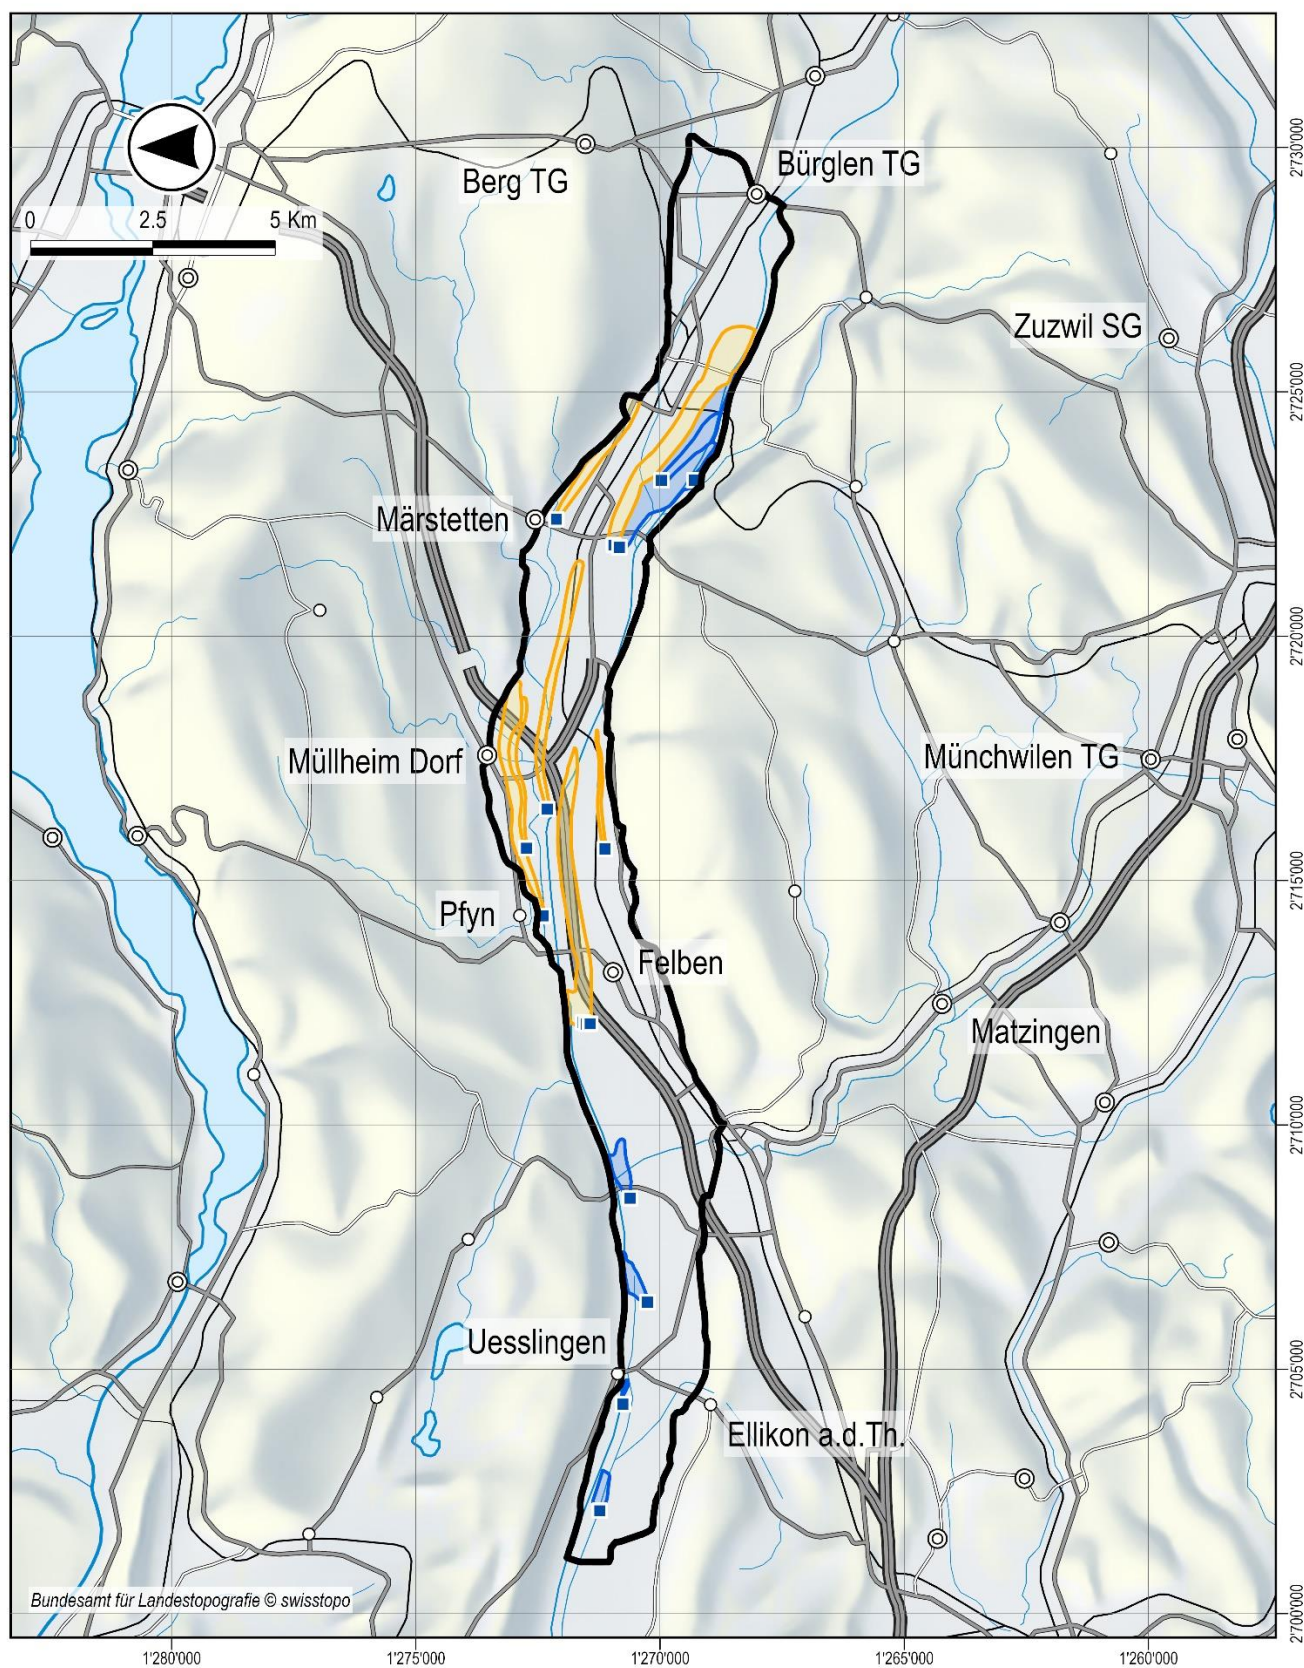 2'730'000
Bürglen TG
Berg TG
0 2.5 5 Km
Zuzwil SG
2'725'000
Märstetten
2'720'000
Müllheim Dorf
Münchwilen TG
2'715'000
Pfyn
Felben
Matzingen
2'710'000
Uesslingen
2'705'000
Ellikon a.d.Th.
Bundesamt für Landestopografie © swisstopo
2'700'000
1'280'000 1'275'000 1'270'000 1'265'000 1'260'000